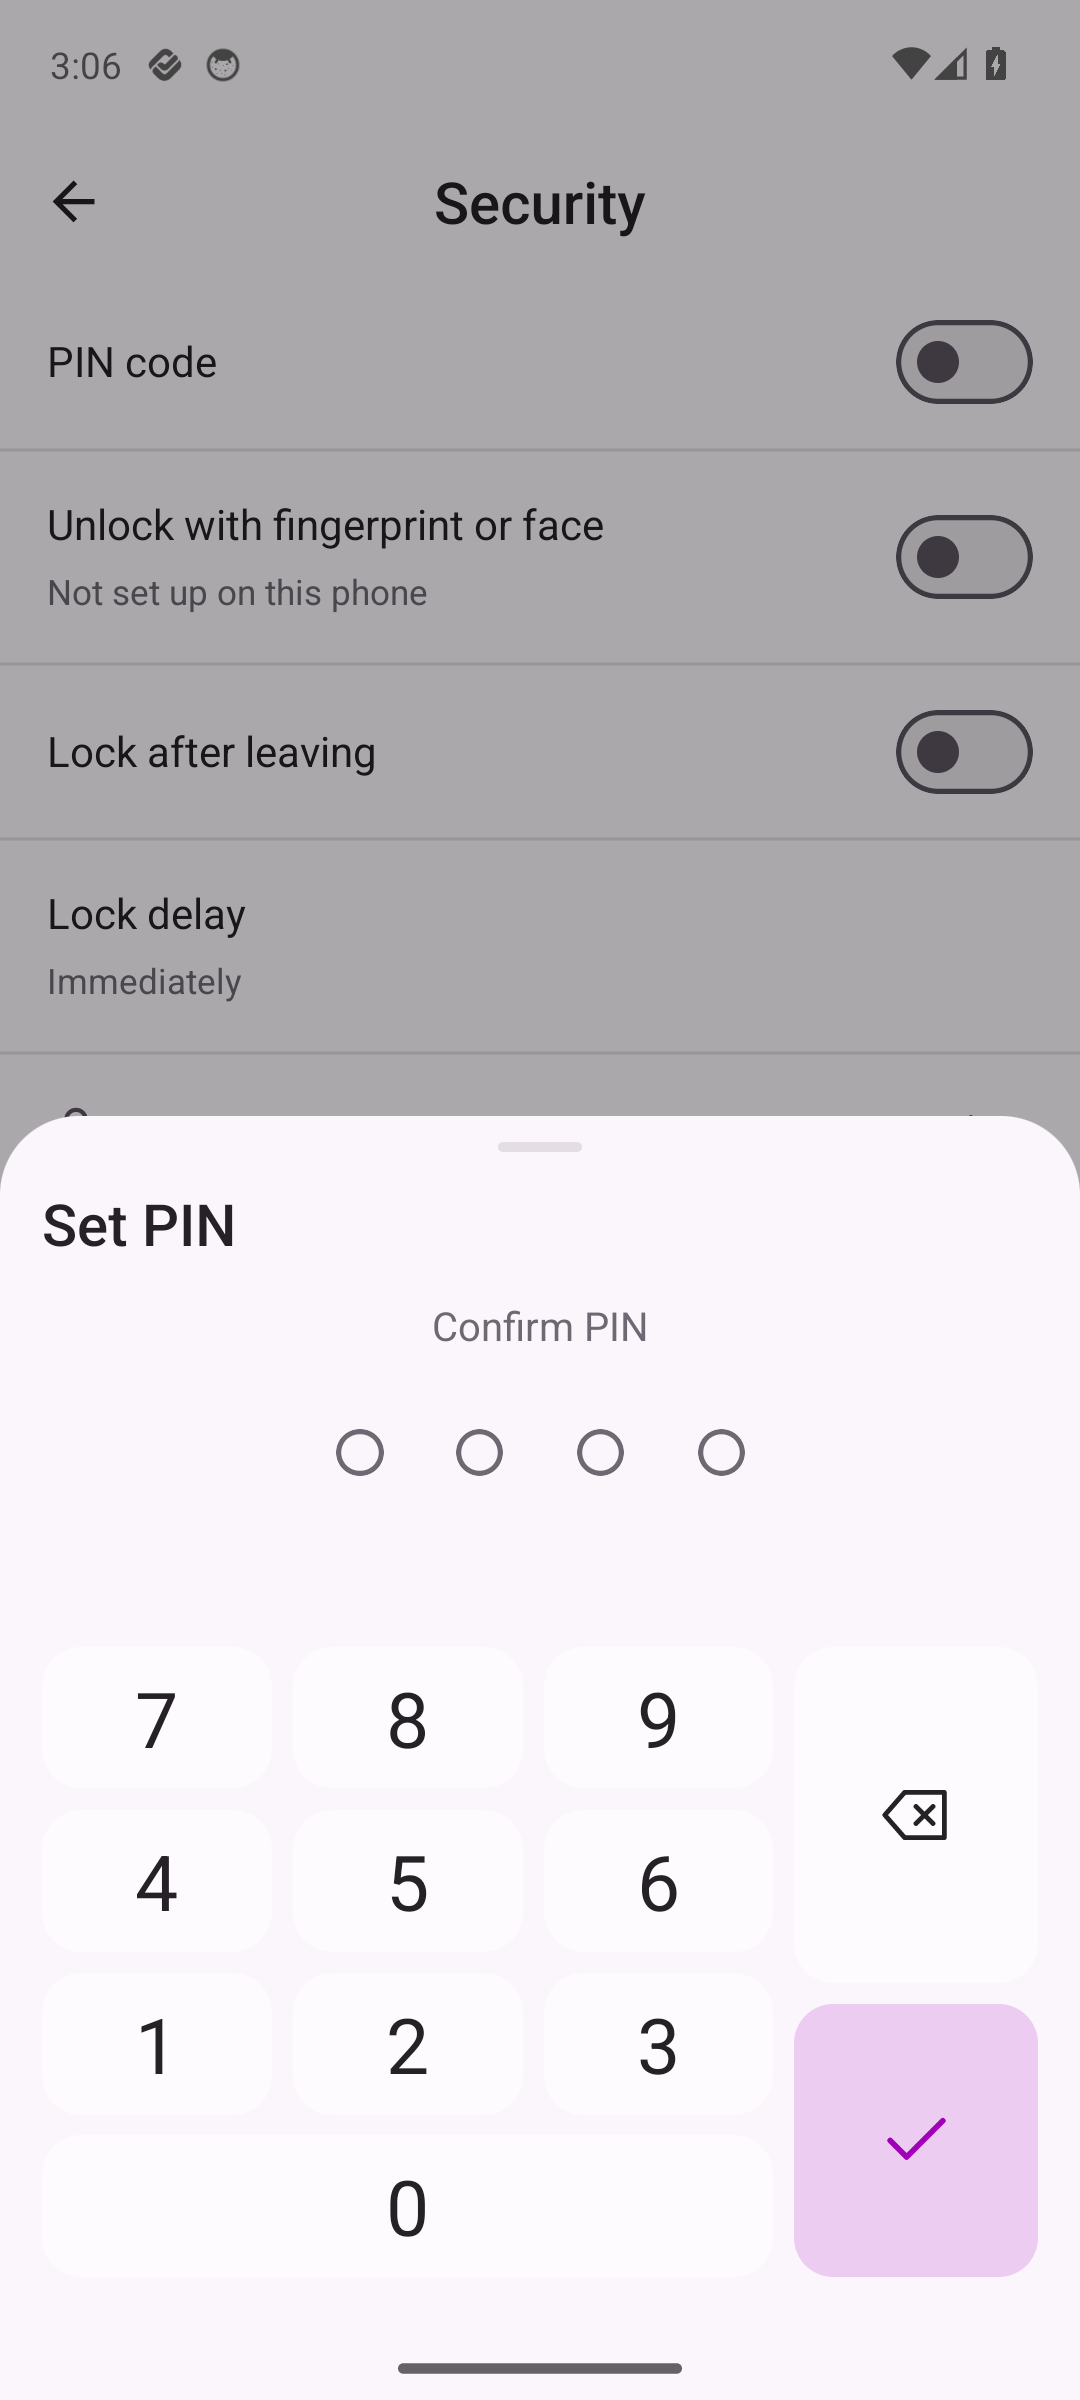 3:06
Security
PIN code
Unlock with fingerprint or face
Not set up on this phone
Lock after leaving
Lock delay
Immediately
Set PIN
Confirm PIN
7 8 9
4 5 6
1 2 3
0